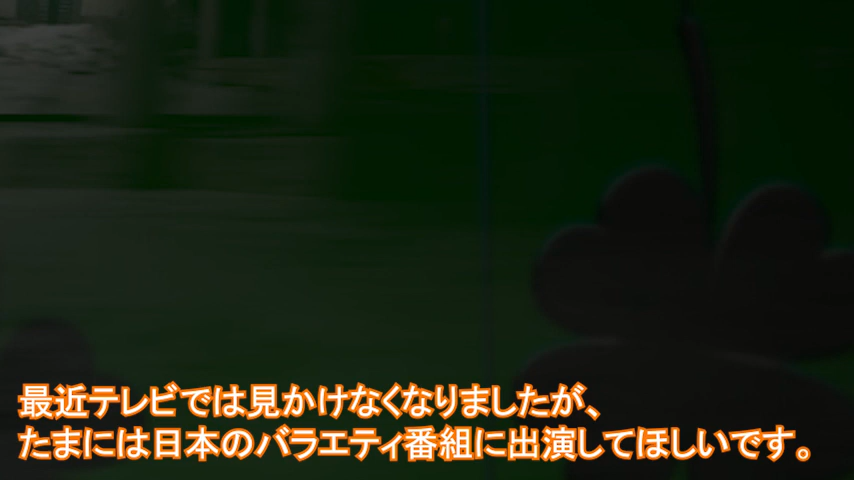 最近テレビでは見かけなくなりましたが、
たまには日本のバラエティ番組に出演してほしいです。